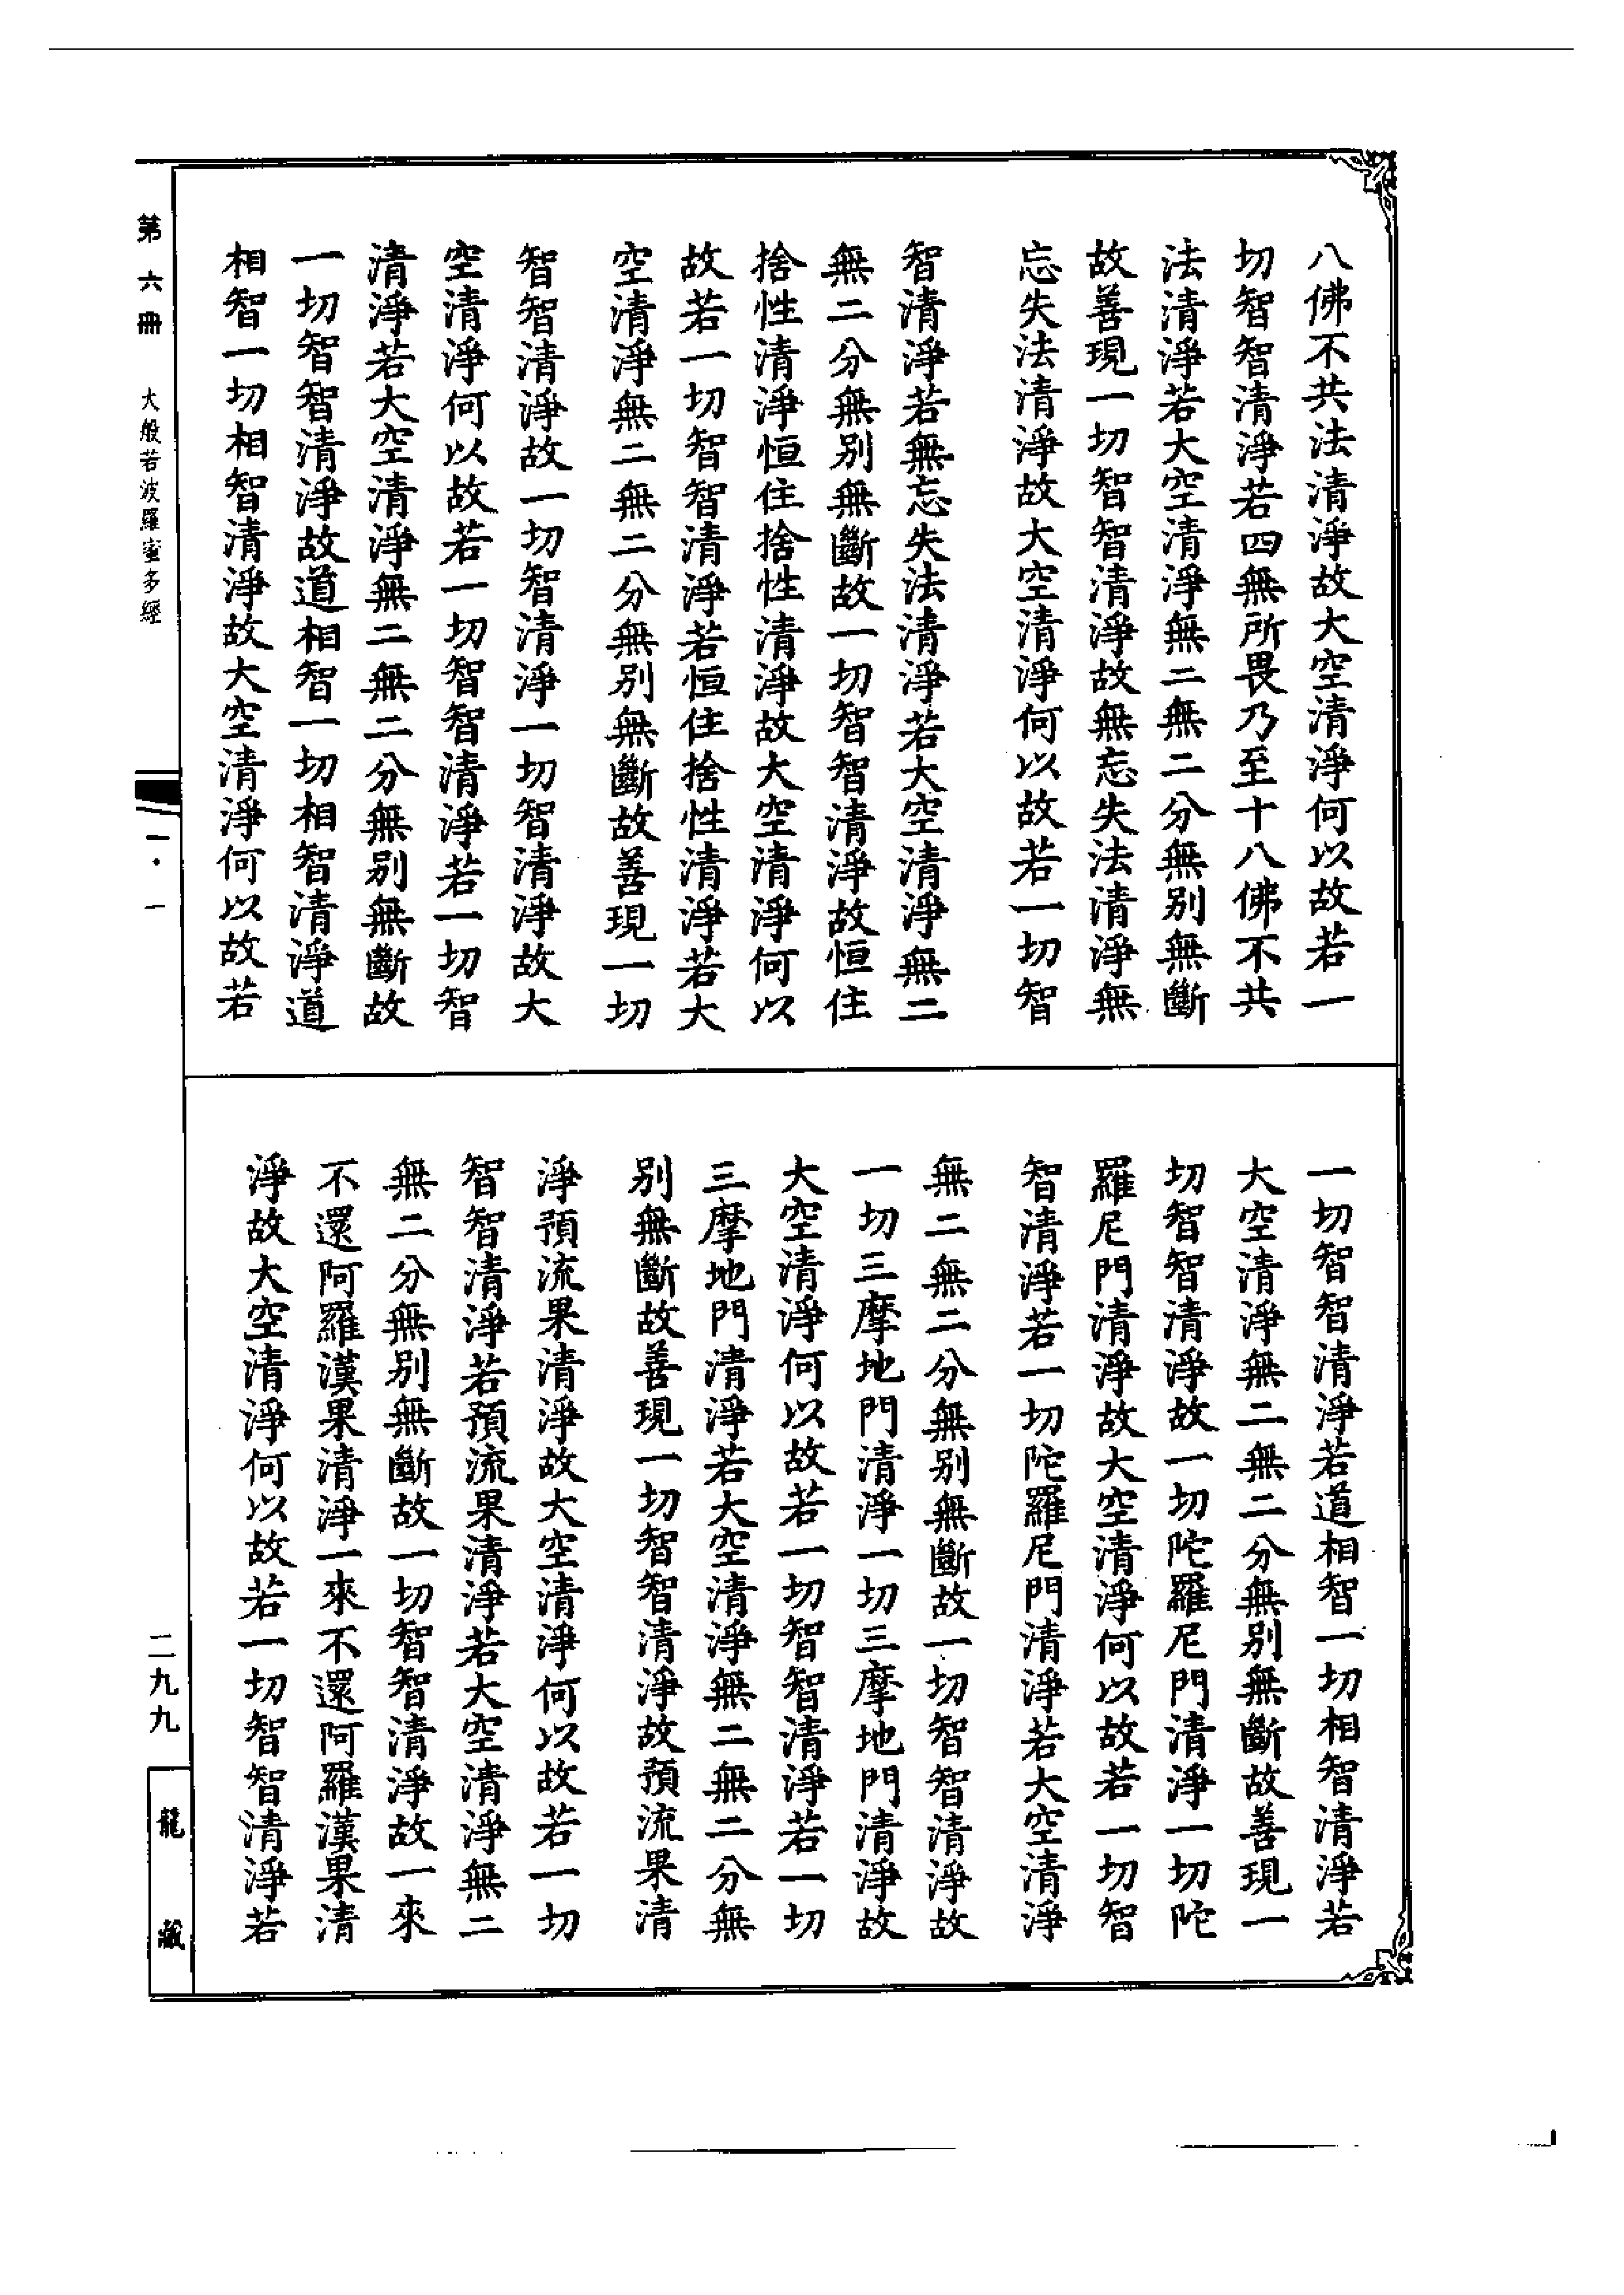 八佛不共法清淨故大空清淨何以故若一
切智智清淨若四無所畏乃至十八佛不共
法清淨若大空清淨無二無二分無別無斷
故善現一切智智清淨故無忘失法清淨無
忘失法清淨故大空清淨何以故若一切智
智清淨若無忘失法清淨若大空清淨無二
無二分無別無斷故一切智智清淨故恒住
捨性清淨恒住捨性清淨故大空清淨何以
故若一切智智清淨若恒住捨性清淨若大
空清淨無二無二分無別無斷故善現一切
智智清淨故一切智清淨一切智清淨故大
空清淨何以故若一切智智清淨若一切智
清淨若大空清淨無二無二分無別無斷故
一切智智清淨故道相智一切相智清淨道
相智一切相智清淨故大空清淨何以故若
一切智智清淨若道相智一切相智清淨若
大空清淨無二無二分無別無斷故善現一
切智智清淨故一切陀羅尼門清淨一切陀
羅尼門清淨故大空清淨何以故若一切智
智清淨若一切陀羅尼門清淨若大空清淨
無二無二分無別無斷故一切智智清淨故
一切三摩地門清淨一切三摩地門清淨故
大空清淨何以故若一切智智清淨若一切
三摩地門清淨若大空清淨無二無二分無
別無斷故善現一切智智清淨故預流果清
淨預流果清淨故大空清淨何以故若一切
智智清淨若預流果清淨若大空清淨無二
無二分無別無斷故一切智智清淨故一來
不還阿羅漢果清淨一來不還阿羅漢果清
淨故大空清淨何以故若一切智智清淨若
第六冊 大般若波羅蜜多經 一·一
二九九
龍藏